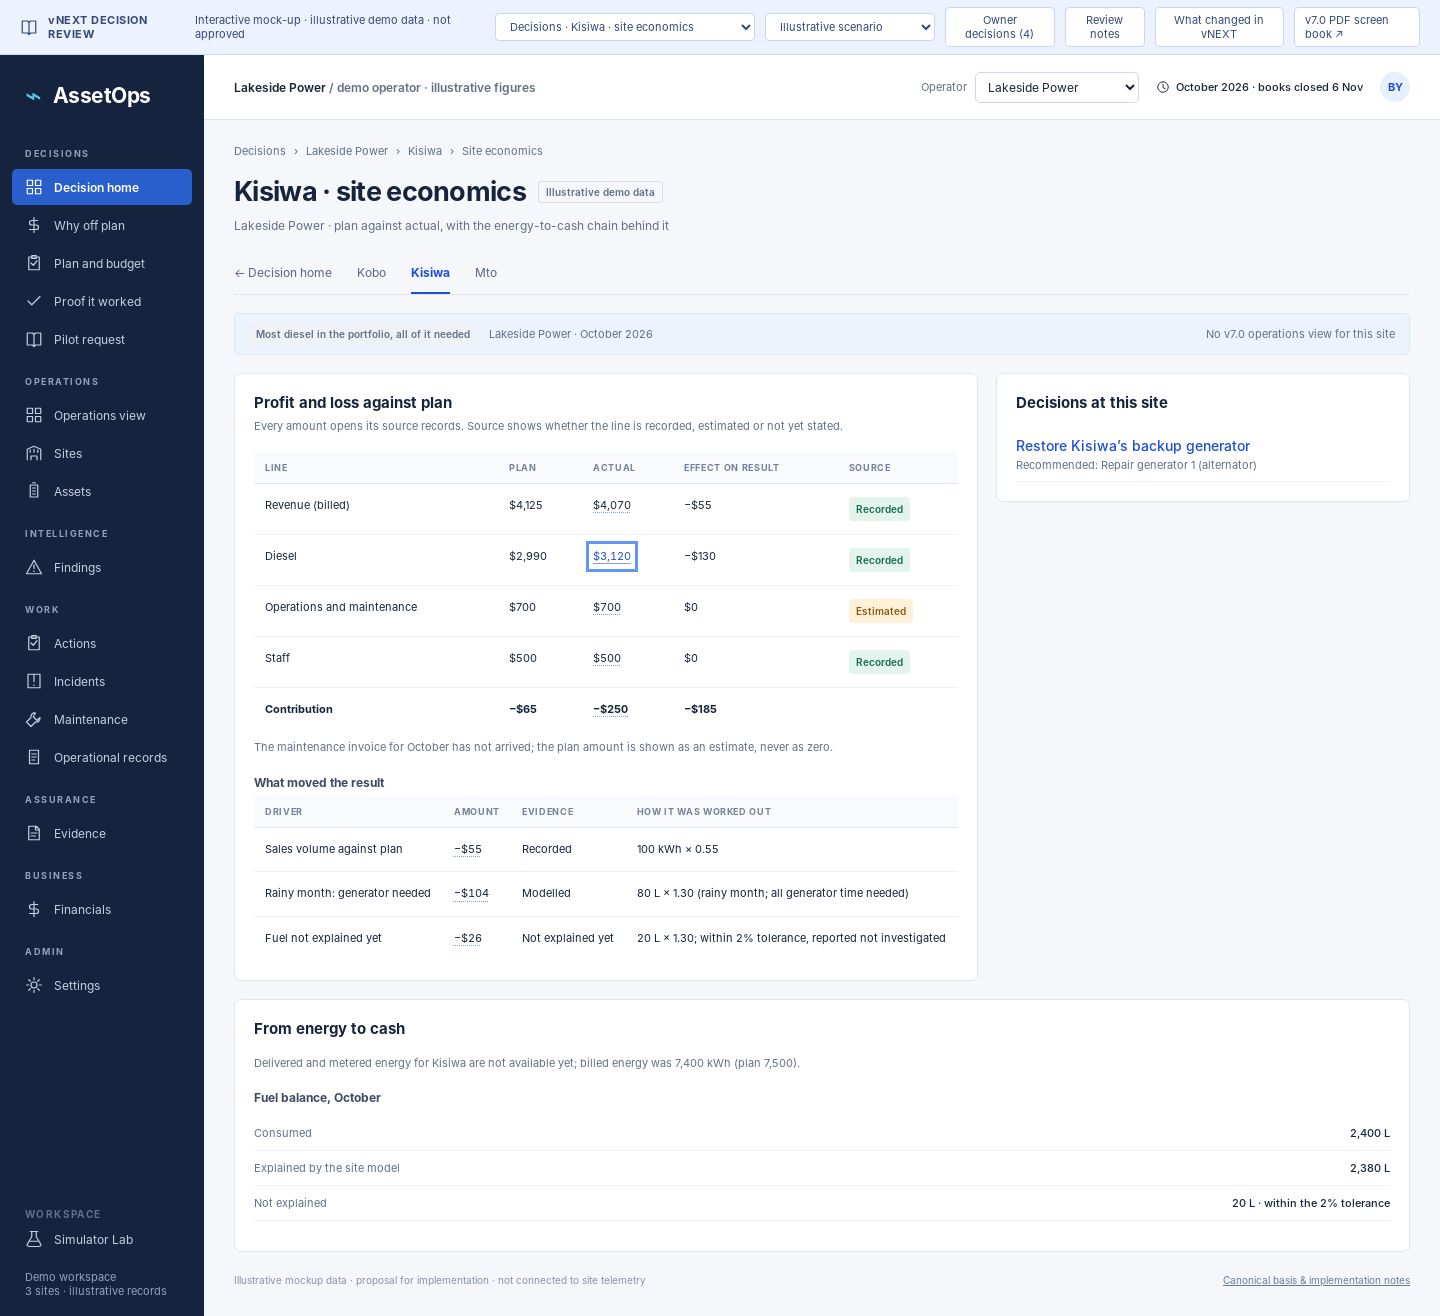 vNEXT DECISION REVIEW
Interactive mock-up · illustrative demo data · not approved
Decisions · Kisiwa · site economics
Illustrative scenario
Owner decisions (4)
Review notes
What changed in vNEXT
v7.0 PDF screen book ↗
AssetOps
DECISIONS
Decision home
Why off plan
Plan and budget
Proof it worked
Pilot request
OPERATIONS
Operations view
Sites
Assets
INTELLIGENCE
Findings
WORK
Actions
Incidents
Maintenance
Operational records
ASSURANCE
Evidence
BUSINESS
Financials
ADMIN
Settings
WORKSPACE
Simulator Lab
Demo workspace
3 sites · illustrative records
Lakeside Power / demo operator · illustrative figures
Operator
Lakeside Power
October 2026 · books closed 6 Nov
BY
Decisions › Lakeside Power › Kisiwa › Site economics
Kisiwa · site economics
Illustrative demo data
Lakeside Power · plan against actual, with the energy-to-cash chain behind it
← Decision home
Kobo
Kisiwa
Mto
Most diesel in the portfolio, all of it needed
Lakeside Power · October 2026
No v7.0 operations view for this site
Profit and loss against plan
Every amount opens its source records. Source shows whether the line is recorded, estimated or not yet stated.
LINE PLAN ACTUAL EFFECT ON RESULT SOURCE
Revenue (billed) $4,125 $4,070 −$55 Recorded
Diesel $2,990 $3,120 −$130 Recorded
Operations and maintenance $700 $700 $0 Estimated
Staff $500 $500 $0 Recorded
Contribution −$65 −$250 −$185
The maintenance invoice for October has not arrived; the plan amount is shown as an estimate, never as zero.
What moved the result
DRIVER AMOUNT EVIDENCE HOW IT WAS WORKED OUT
Sales volume against plan −$55 Recorded 100 kWh × 0.55
Rainy month: generator needed −$104 Modelled 80 L × 1.30 (rainy month; all generator time needed)
Fuel not explained yet −$26 Not explained yet 20 L × 1.30; within 2% tolerance, reported not investigated
Decisions at this site
Restore Kisiwa’s backup generator
Recommended: Repair generator 1 (alternator)
From energy to cash
Delivered and metered energy for Kisiwa are not available yet; billed energy was 7,400 kWh (plan 7,500).
Fuel balance, October
Consumed 2,400 L
Explained by the site model 2,380 L
Not explained 20 L · within the 2% tolerance
Illustrative mockup data · proposal for implementation · not connected to site telemetry
Canonical basis & implementation notes